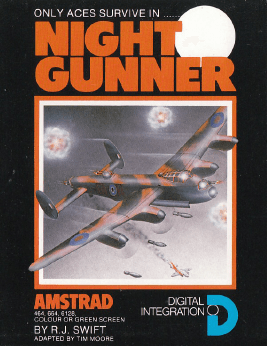 ONLY ACES SURVIVE IN ......
NIGHT
GUNNER
AMSTRAD
464, 664, 6128.
COLOUR OR GREEN SCREEN
BY R.J. SWIFT
ADAPTED BY TIM MOORE
DIGITAL
INTEGRATION